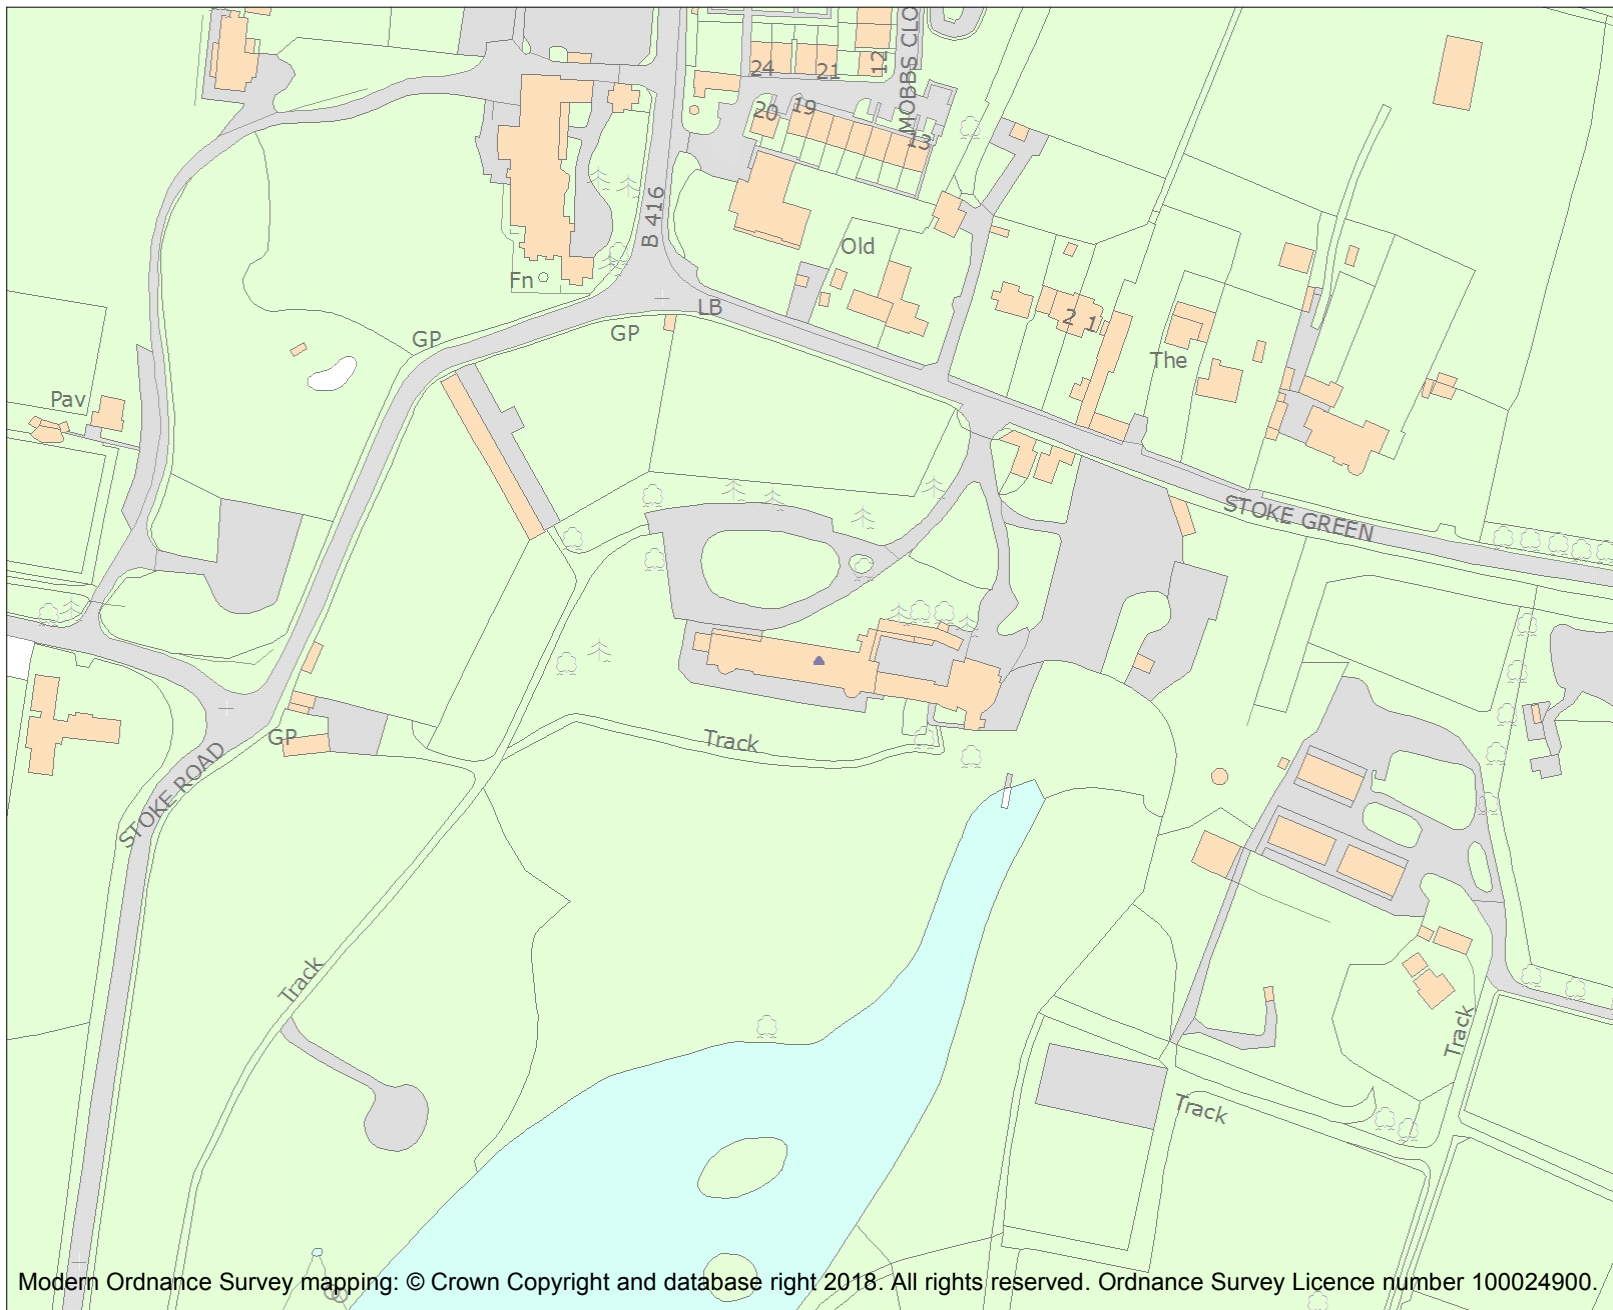 24
21
12
MOBBS CLO
20
19
13
B 416
Old
Fn
LB
GP
GP
2
1
The
Pav
STOKE GREEN
Track
GP
STOKE ROAD
Track
Track
Track
Modern Ordnance Survey mapping: © Crown Copyright and database right 2018. All rights reserved. Ordnance Survey Licence number 100024900.